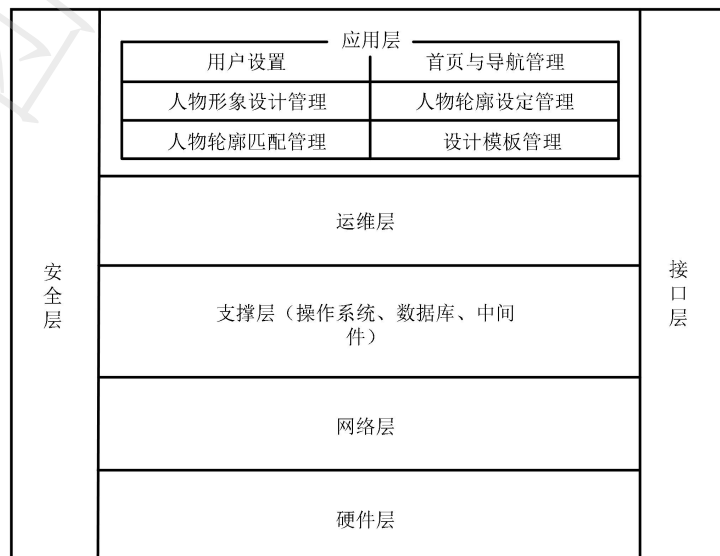 应用层
用户设置
首页与导航管理
人物形象设计管理
人物轮廓设定管理
人物轮廓匹配管理
设计模板管理
运维层
安
全
层
接
口
层
支撑层（操作系统、数据库、中间
件）
网络层
硬件层